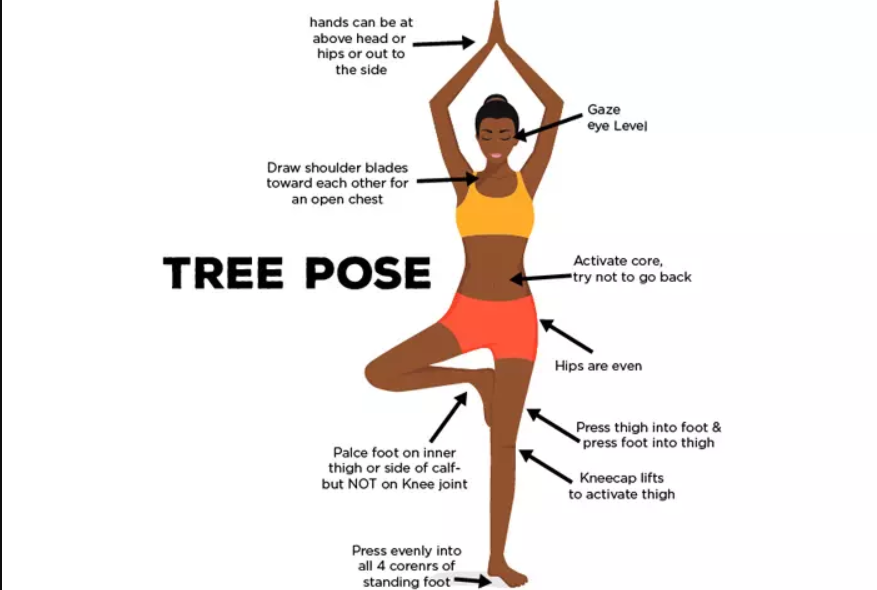 hands can be at
above head or
hips or out to
the side
Gaze
eye Level
Draw shoulder blades
toward each other for
an open chest
TREE POSE
Activate core,
try not to go back
Hips are even
Press thigh into foot &
press foot into thigh
Palce foot on inner
thigh or side of calf-
but NOT on Knee joint
Kneecap lifts
to activate thigh
Press evenly into
all 4 corenrs of
standing foot